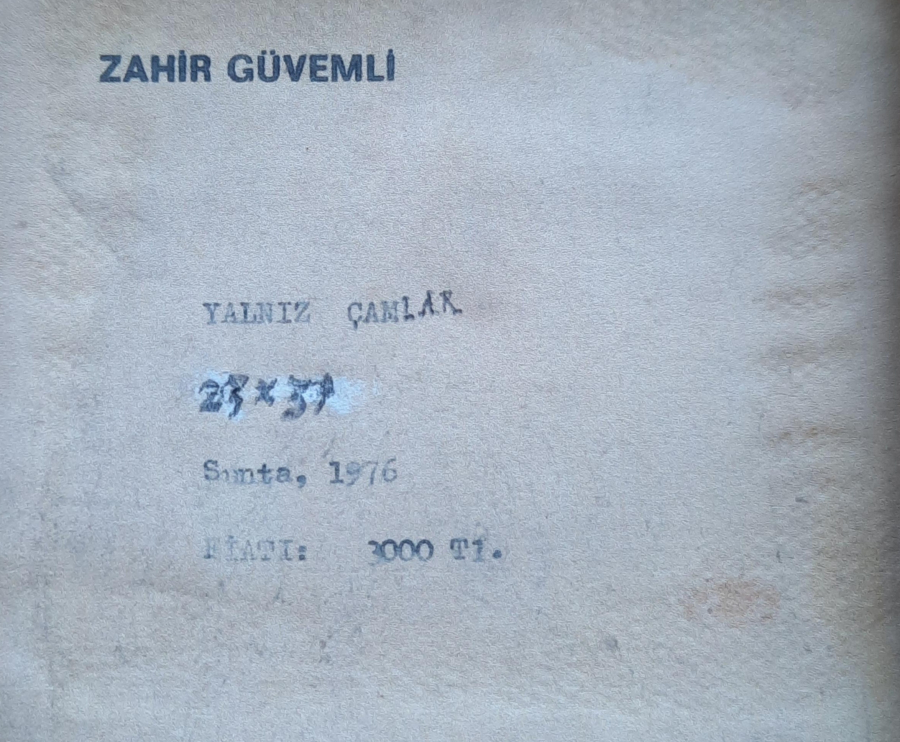 ZAHİR GÜVEMLİ
YALNIZ ÇAMLAR
Sunta, 1976
FİATI: 3000 Tl.